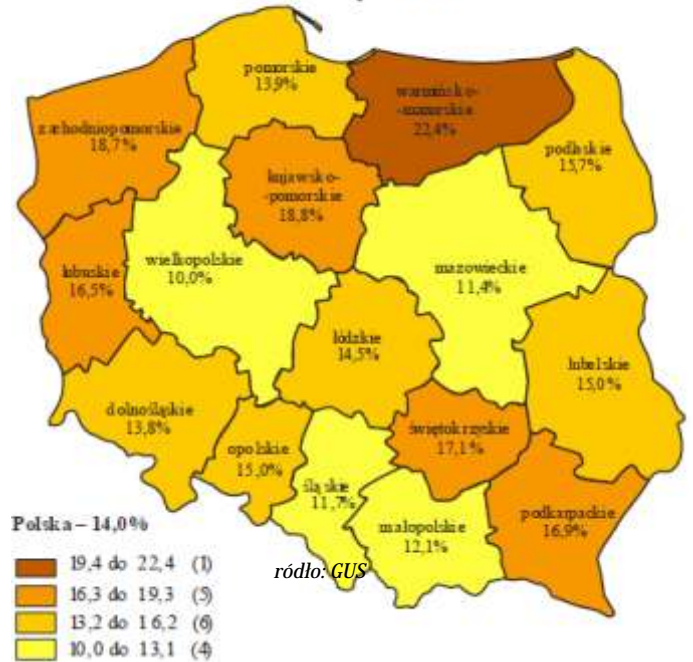 pomorskie
13,9%
warmińsko-
-mazurskie
22,4%
zachodniopomorskie
18,7%
podlaskie
15,7%
kujawsko-
-pomorskie
18,8%
wielkopolskie
10,0%
mazowieckie
11,4%
lubuskie
16,5%
łódzkie
14,5%
lubelskie
15,0%
dolnośląskie
13,8%
świętokrzyskie
17,1%
opolskie
15,0%
śląskie
11,7%
podkarpackie
16,9%
małopolskie
12,1%
Polska – 14,0%
19,4 do 22,4 (1)
16,3 do 19,3 (5)
13,2 do 16,2 (6)
10,0 do 13,1 (4)
ródło: GUS